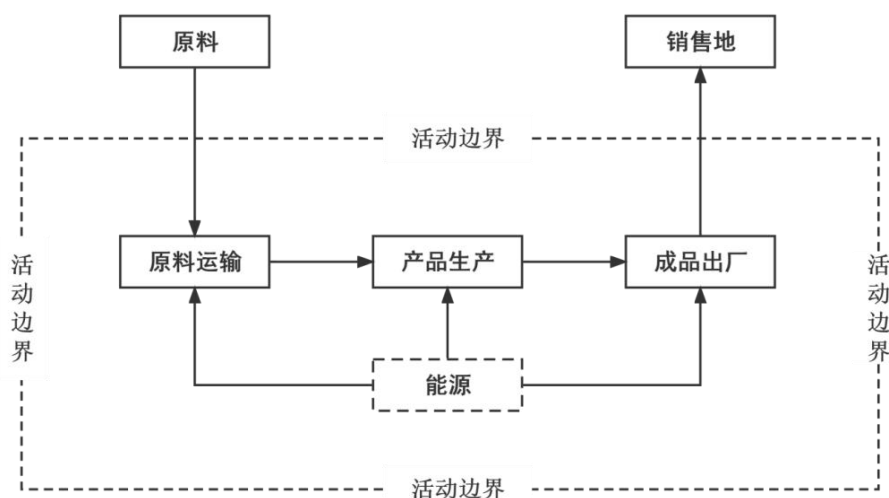 原料
销售地
活动边界
活动边界
原料运输
产品生产
成品出厂
活动边界
能源
活动边界